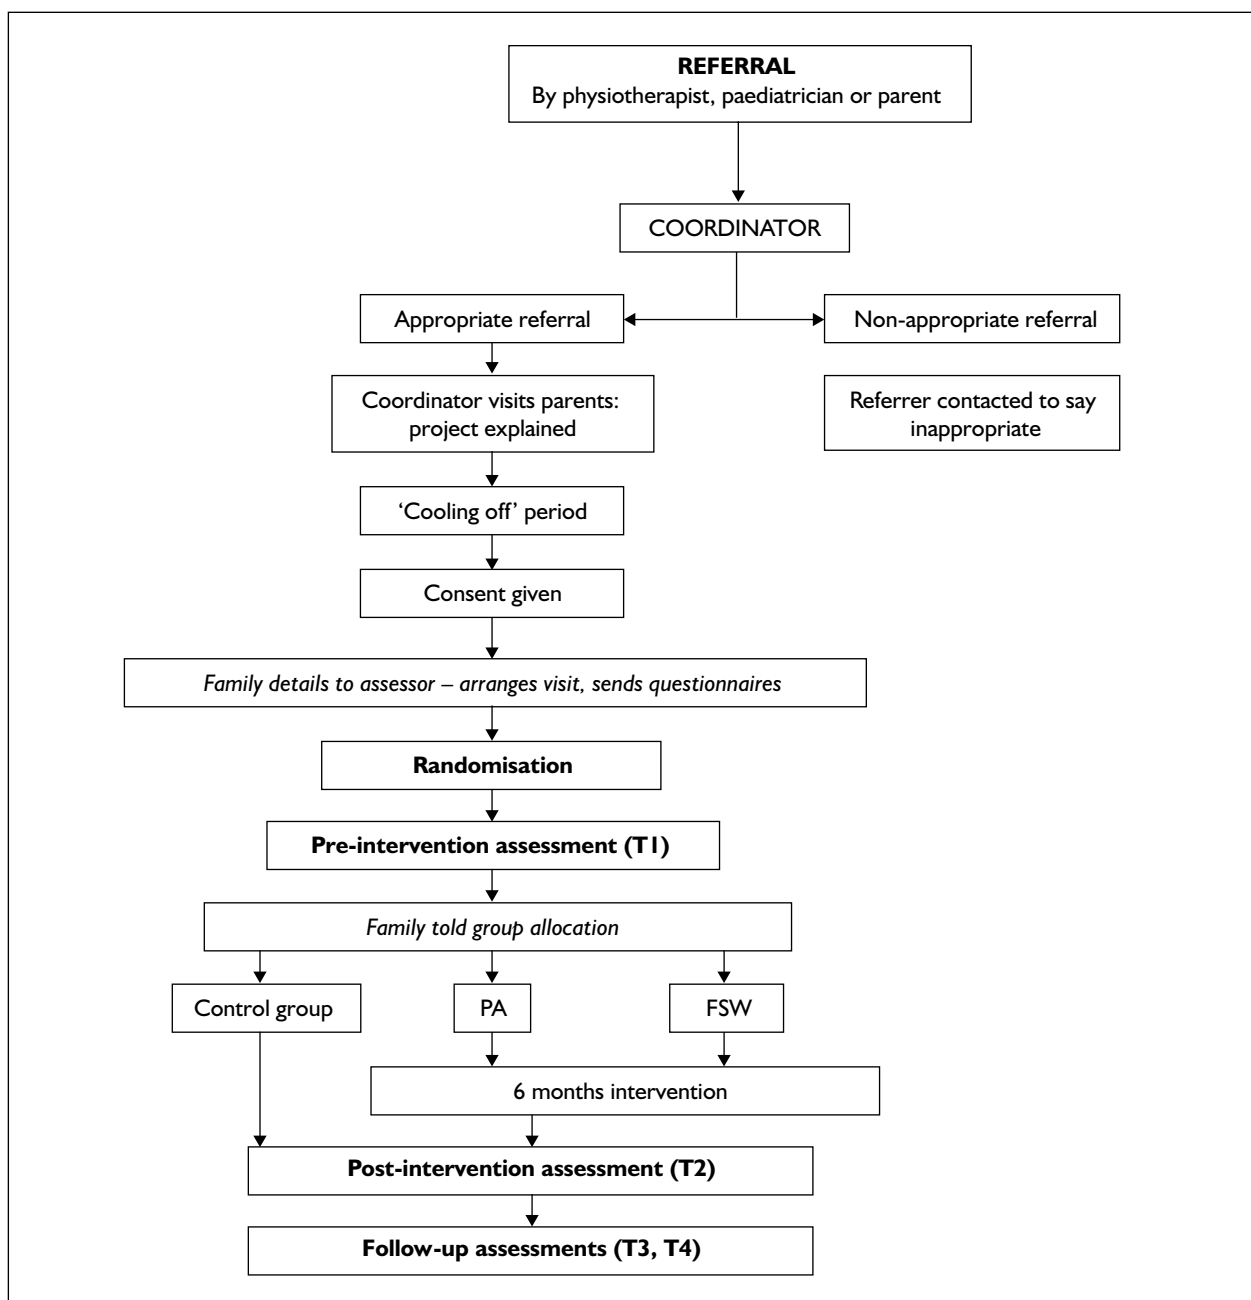 REFERRAL
By physiotherapist, paediatrician or parent
COORDINATOR
Appropriate referral
Non-appropriate referral
Coordinator visits parents:
project explained
Referrer contacted to say
inappropriate
‘Cooling off’ period
Consent given
Family details to assessor – arranges visit, sends questionnaires
Randomisation
Pre-intervention assessment (T1)
Family told group allocation
Control group
PA
FSW
6 months intervention
Post-intervention assessment (T2)
Follow-up assessments (T3, T4)